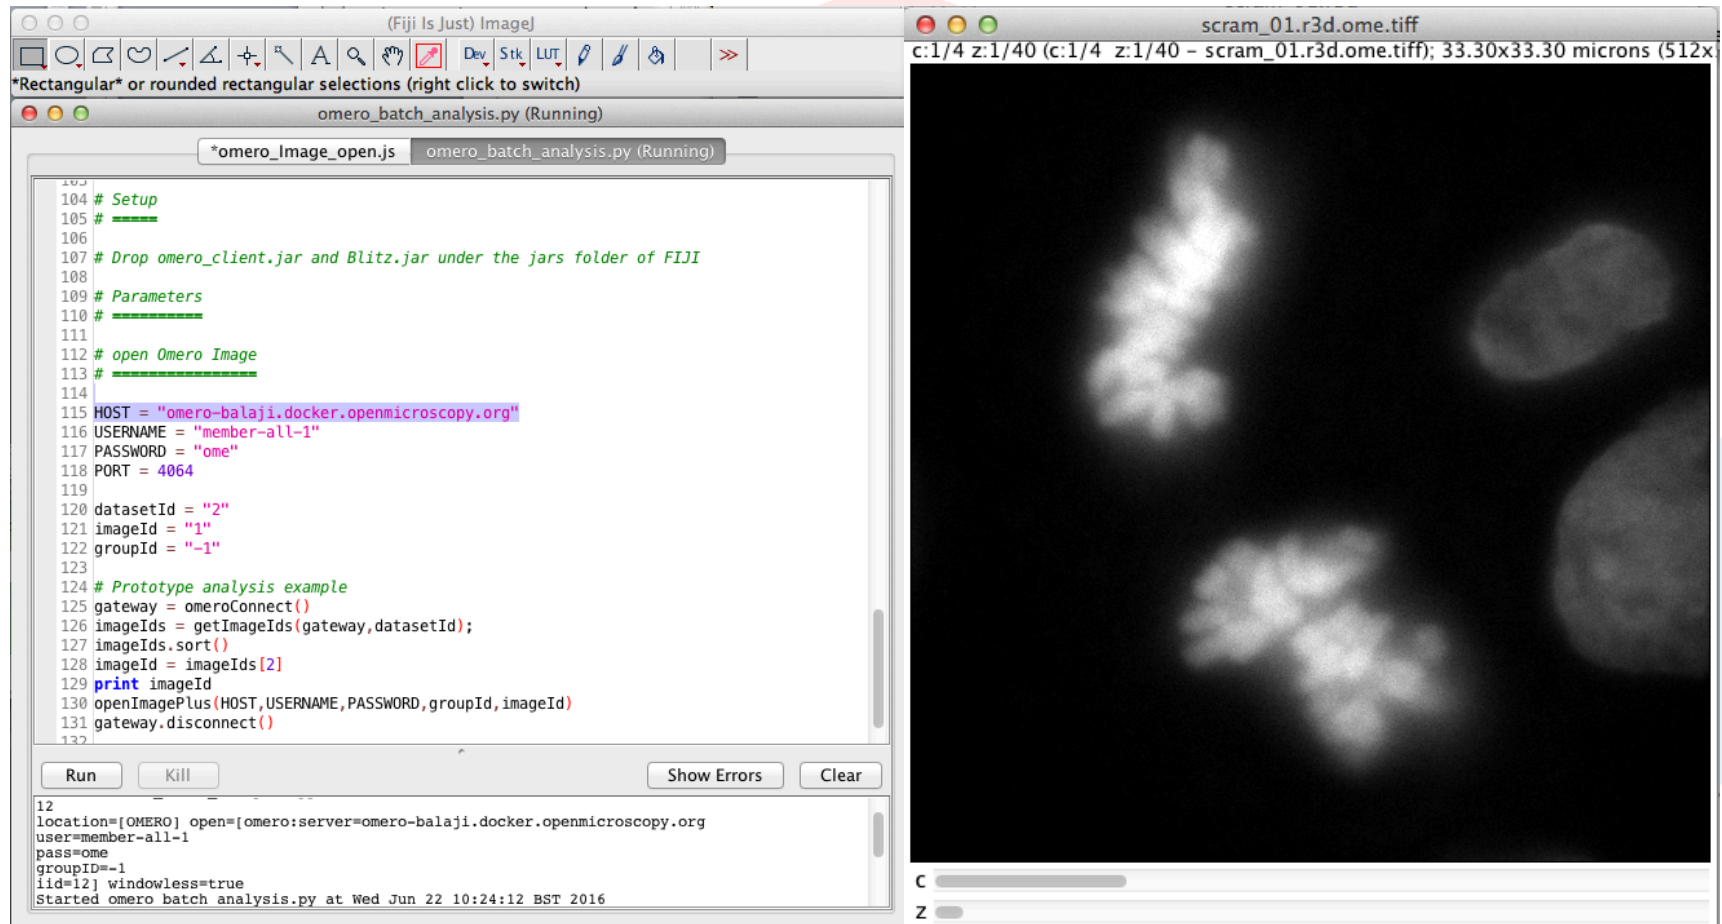 (Fiji Is Just) ImageJ
A Dev Stk LUT >>
*Rectangular* or rounded rectangular selections (right click to switch)
omero_batch_analysis.py (Running)
*omero_Image_open.js omero_batch_analysis.py (Running)
103
104 # Setup
105 # =====
106
107 # Drop omero_client.jar and Blitz.jar under the jars folder of FIJI
108
109 # Parameters
110 # ==========
111
112 # open Omero Image
113 # ================
114
115 HOST = "omero-balaji.docker.openmicroscopy.org"
116 USERNAME = "member-all-1"
117 PASSWORD = "ome"
118 PORT = 4064
119
120 datasetId = "2"
121 imageId = "1"
122 groupId = "-1"
123
124 # Prototype analysis example
125 gateway = omeroConnect()
126 imageIds = getImageIds(gateway,datasetId);
127 imageIds.sort()
128 imageId = imageIds[2]
129 print imageId
130 openImagePlus(HOST,USERNAME,PASSWORD,groupId,imageId)
131 gateway.disconnect()
132
Run Kill Show Errors Clear
12
location=[OMERO] open=[omero:server=omero-balaji.docker.openmicroscopy.org
user=member-all-1
pass=ome
groupID=-1
iid=12] windowless=true
Started omero batch analysis.py at Wed Jun 22 10:24:12 BST 2016
scram_01.r3d.ome.tiff
c:1/4 z:1/40 (c:1/4 z:1/40 - scram_01.r3d.ome.tiff); 33.30x33.30 microns (512x
C
Z